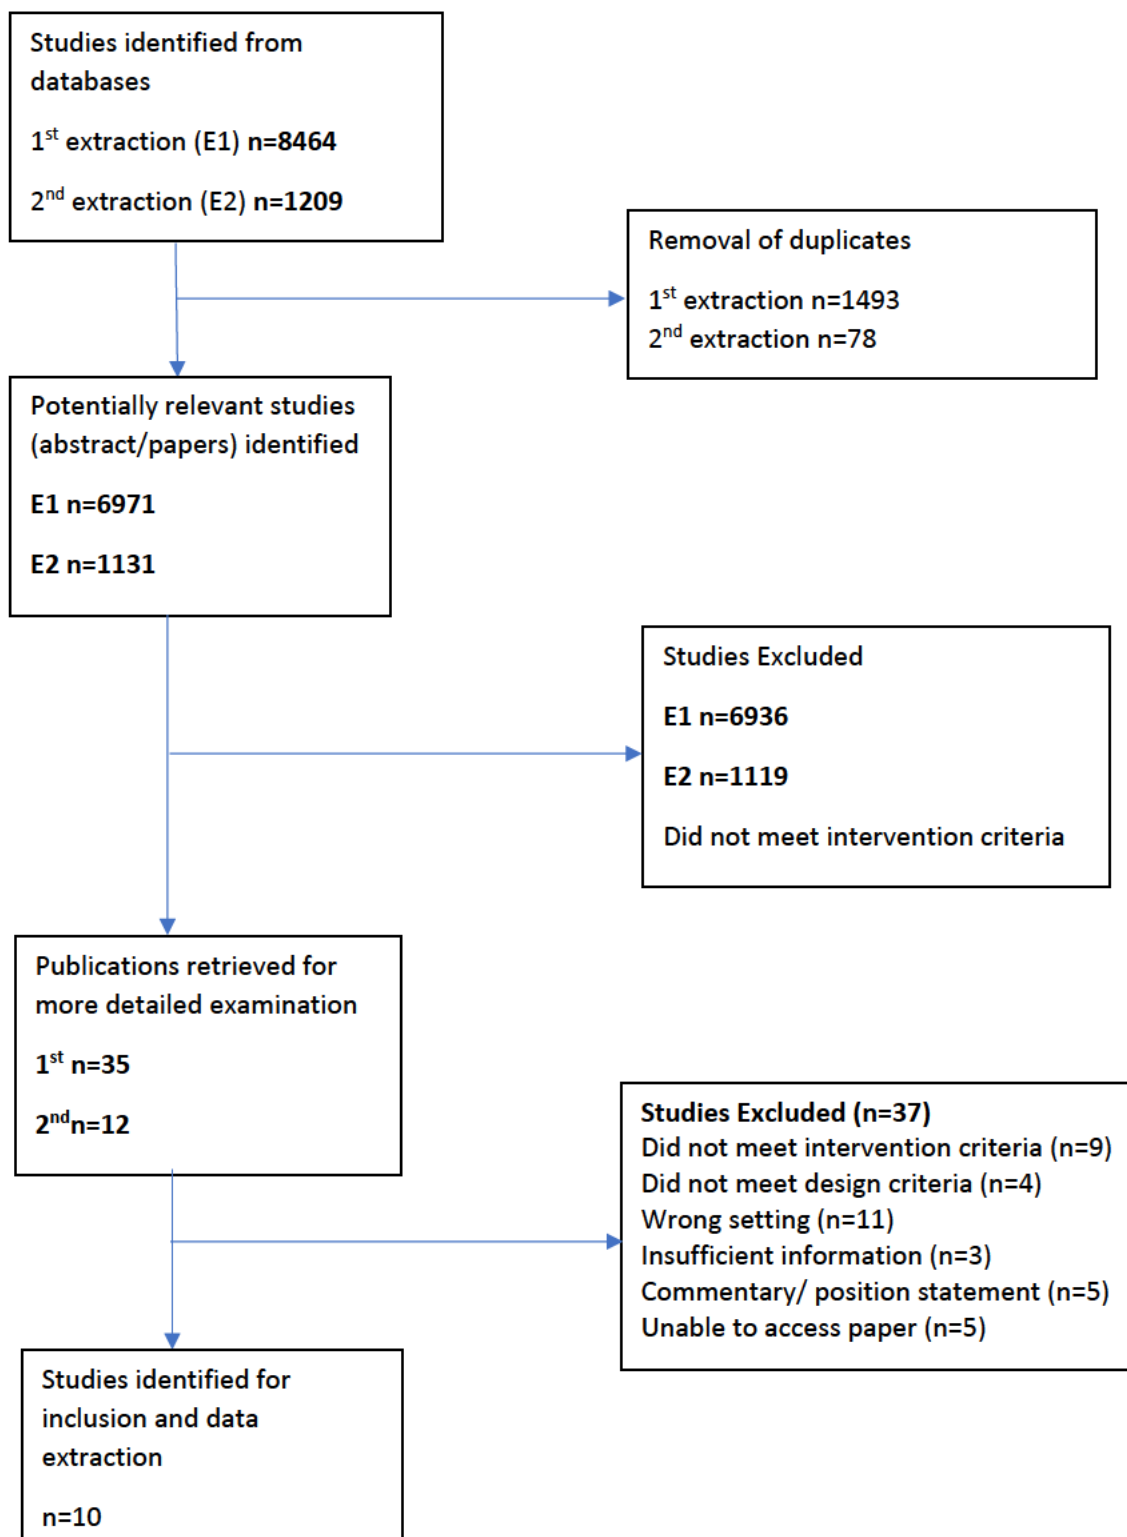 Studies identified from
databases
1st extraction (E1) n=8464
2nd extraction (E2) n=1209
Removal of duplicates
1st extraction n=1493
2nd extraction n=78
Potentially relevant studies
(abstract/papers) identified
E1 n=6971
E2 n=1131
Studies Excluded
E1 n=6936
E2 n=1119
Did not meet intervention criteria
Publications retrieved for
more detailed examination
1st n=35
2ndn=12
Studies Excluded (n=37)
Did not meet intervention criteria (n=9)
Did not meet design criteria (n=4)
Wrong setting (n=11)
Insufficient information (n=3)
Commentary/ position statement (n=5)
Unable to access paper (n=5)
Studies identified for
inclusion and data
extraction
n=10